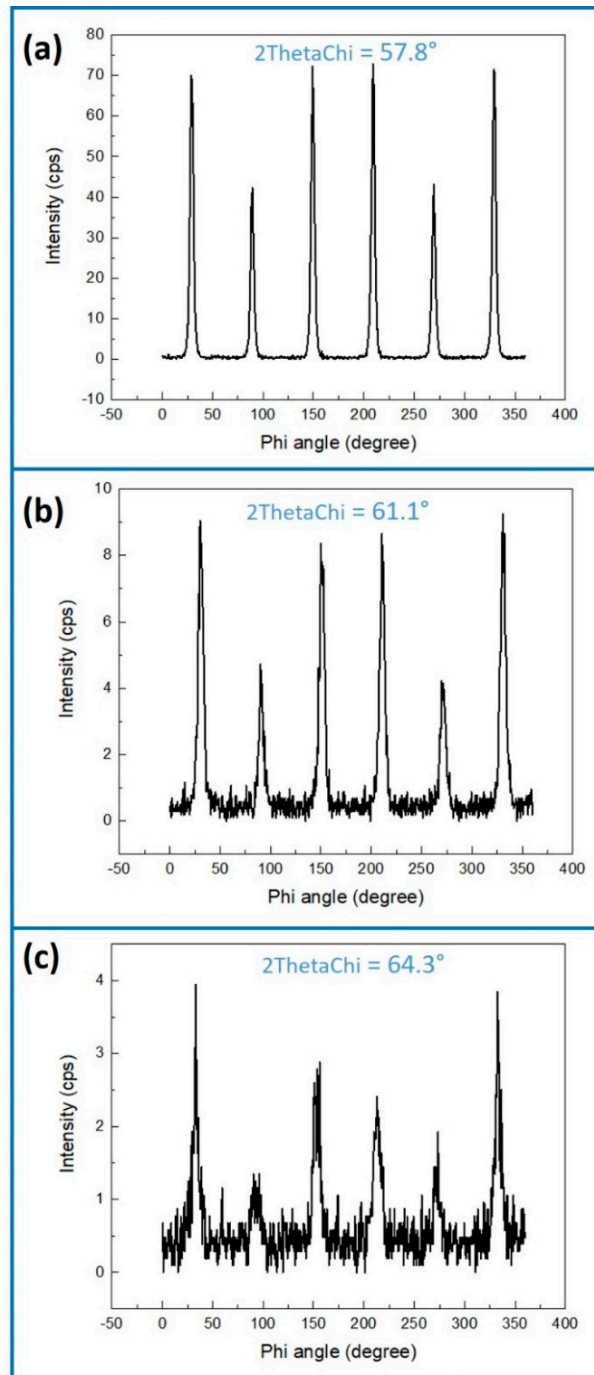 (a)
2ThetaChi = 57.8°
80
70
60
50
40
30
20
10
0
-10
Intensity (cps)
-50 0 50 100 150 200 250 300 350 400
Phi angle (degree)
(b)
2ThetaChi = 61.1°
10
8
6
4
2
0
Intensity (cps)
-50 0 50 100 150 200 250 300 350 400
Phi angle (degree)
(c)
2ThetaChi = 64.3°
4
3
2
1
0
Intensity (cps)
-50 0 50 100 150 200 250 300 350 400
Phi angle (degree)